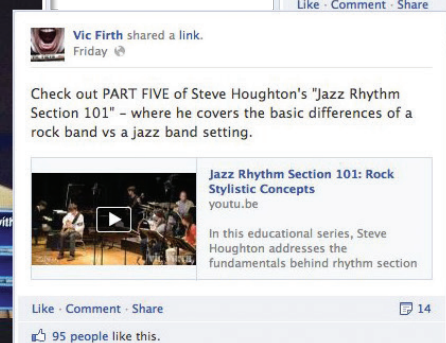 Like · Comment · Share
Vic Firth shared a link.
Friday
Check out PART FIVE of Steve Houghton's "Jazz Rhythm
Section 101" – where he covers the basic differences of a
rock band vs a jazz band setting.
Jazz Rhythm Section 101: Rock
Stylistic Concepts
youtu.be
In this educational series, Steve
Houghton addresses the
fundamentals behind rhythm section
VIC FIRTH
Like · Comment · Share
14
95 people like this.